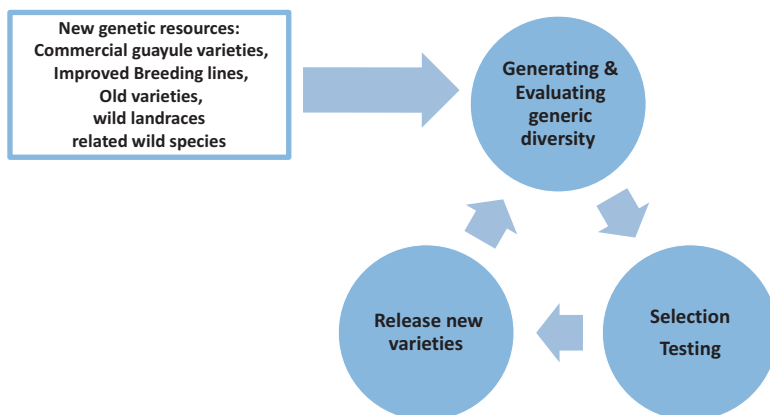 New genetic resources:
Commercial guayule varieties,
Improved Breeding lines,
Old varieties,
wild landraces
related wild species
Generating &
Evaluating
generic
diversity
Release new
varieties
Selection
Testing